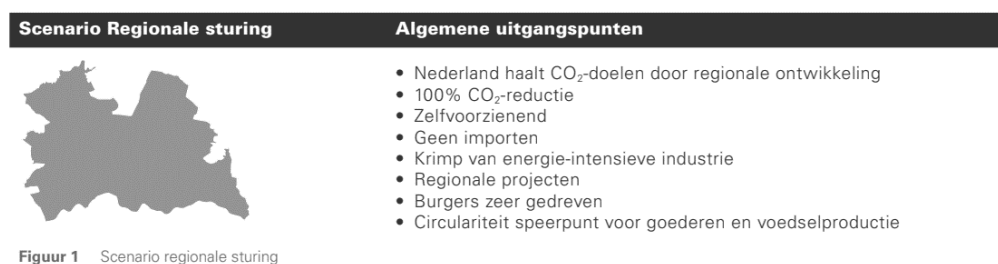 Scenario Regionale sturing
Algemene uitgangspunten
• Nederland haalt CO₂-doelen door regionale ontwikkeling
• 100% CO₂-reductie
• Zelfvoorzienend
• Geen importen
• Krimp van energie-intensieve industrie
• Regionale projecten
• Burgers zeer gedreven
• Circulariteit speerpunt voor goederen en voedselproductie
Figuur 1 Scenario regionale sturing